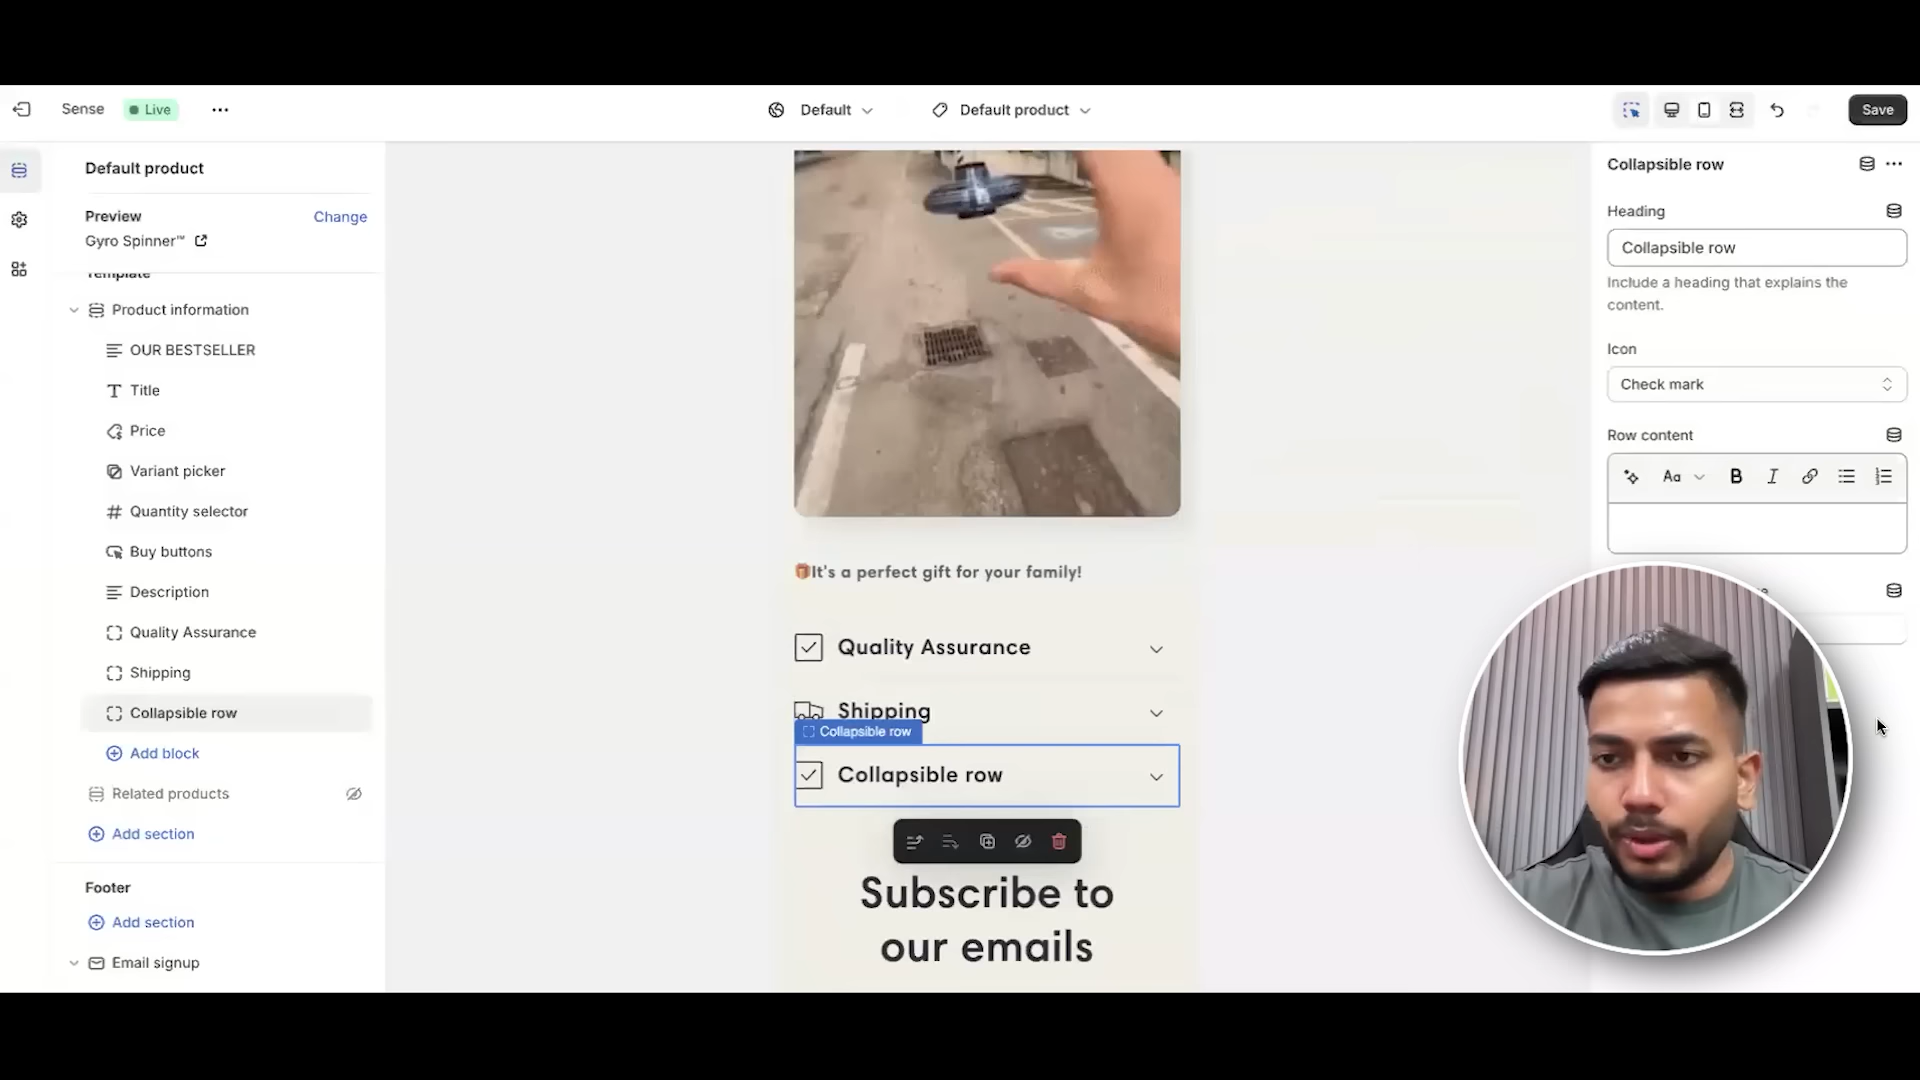 Sense
Live
Default
Default product
Save
Default product
Preview
Change
Gyro Spinner™
Template
Product information
OUR BESTSELLER
Title
Price
Variant picker
Quantity selector
Buy buttons
Description
Quality Assurance
Shipping
Collapsible row
Add block
Related products
Add section
Footer
Add section
Email signup
🎁It's a perfect gift for your family!
Quality Assurance
Shipping
Collapsible row
Collapsible row
Subscribe to
our emails
Collapsible row
Heading
Collapsible row
Include a heading that explains the
content.
Icon
Check mark
Row content
Aa
B
I